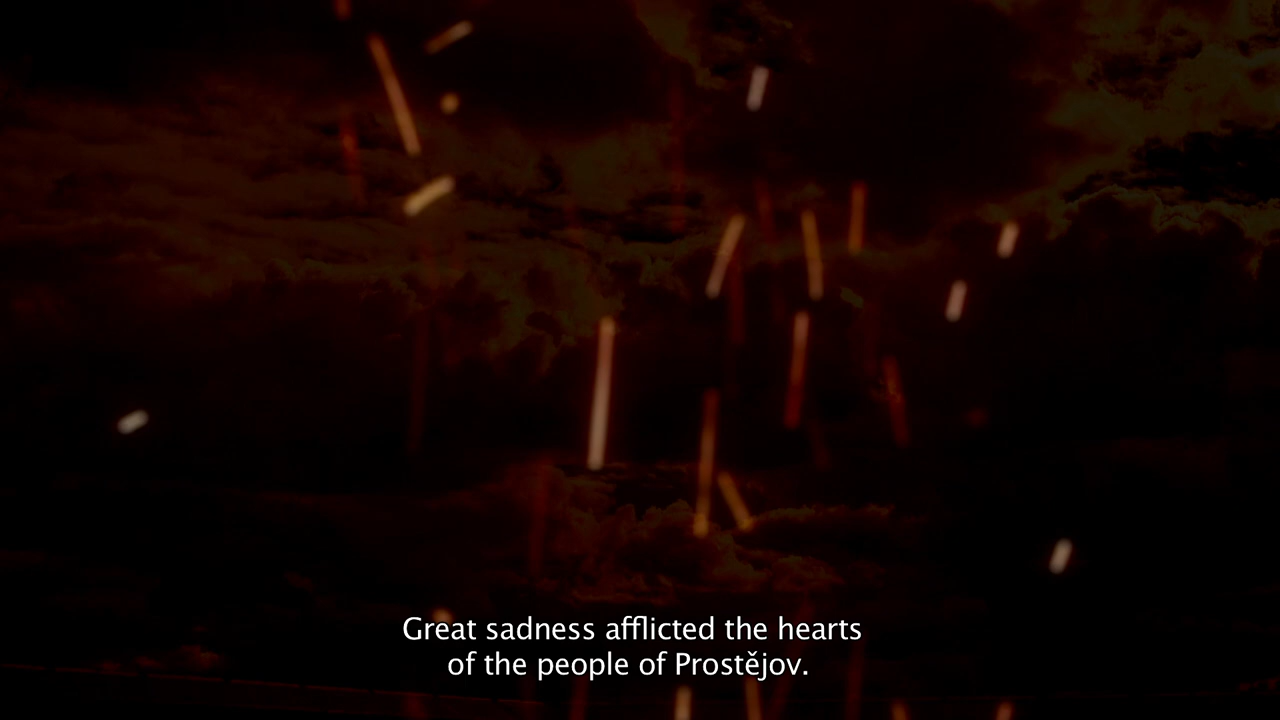 Great sadness afflicted the hearts
of the people of Prostějov.